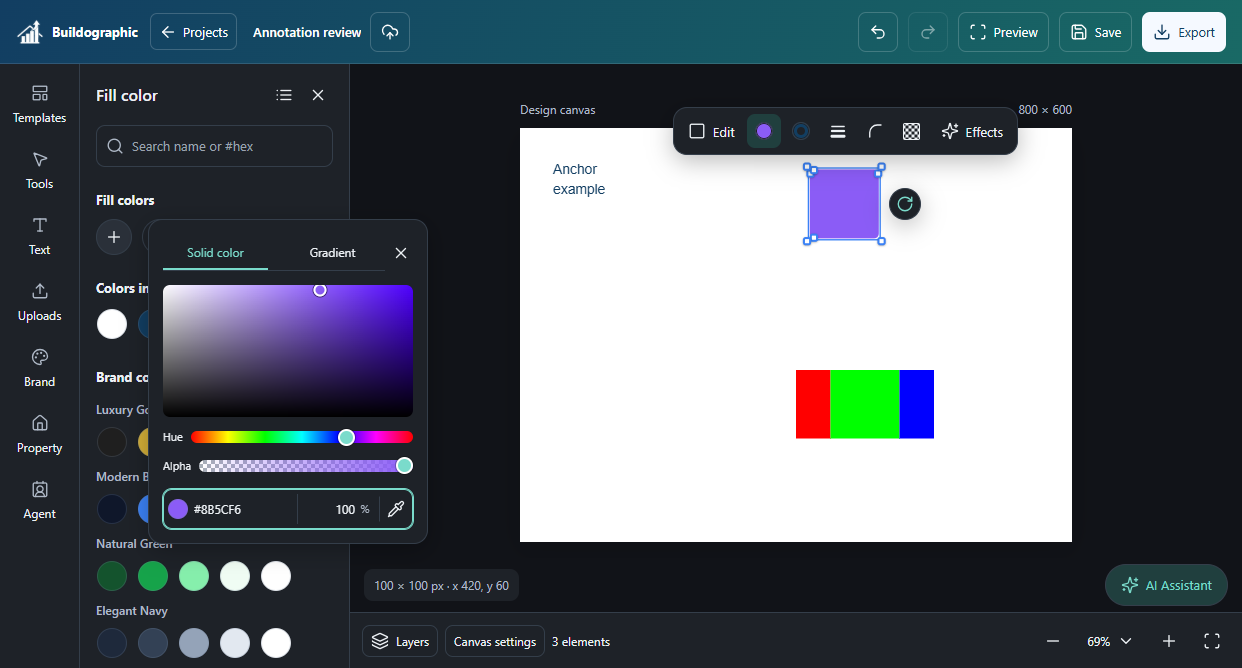 Buildographic
Projects
Annotation review
Preview
Save
Export
Templates
Tools
Text
Uploads
Brand
Property
Agent
Fill color
Search name or #hex
Fill colors
Colors in
Brand co
Luxury Go
Modern B
Natural Green
Elegant Navy
Solid color
Gradient
Hue
Alpha
#8B5CF6
100 %
Design canvas
800 × 600
Edit
Effects
Anchor
example
100 × 100 px · x 420, y 60
AI Assistant
Layers
Canvas settings
3 elements
69%